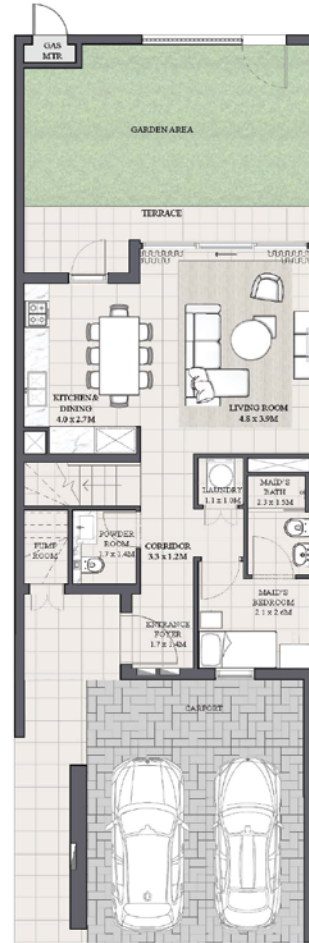 GAS
MTR
GARDEN AREA
TERRACE
KITCHEN &
DINING
4.0 x 2.7M
LIVING ROOM
4.8 x 3.9M
LAUNDRY
1.1 x 1.0M
MAID'S
BATH
2.3 x 1.5M
POWDER
ROOM
1.7 x 1.4M
PUMP
ROOM
CORRIDOR
3.3 x 1.2M
MAID'S
BEDROOM
2.1 x 2.6M
ENTRANCE
FOYER
1.7 x 1.4M
CARPORT